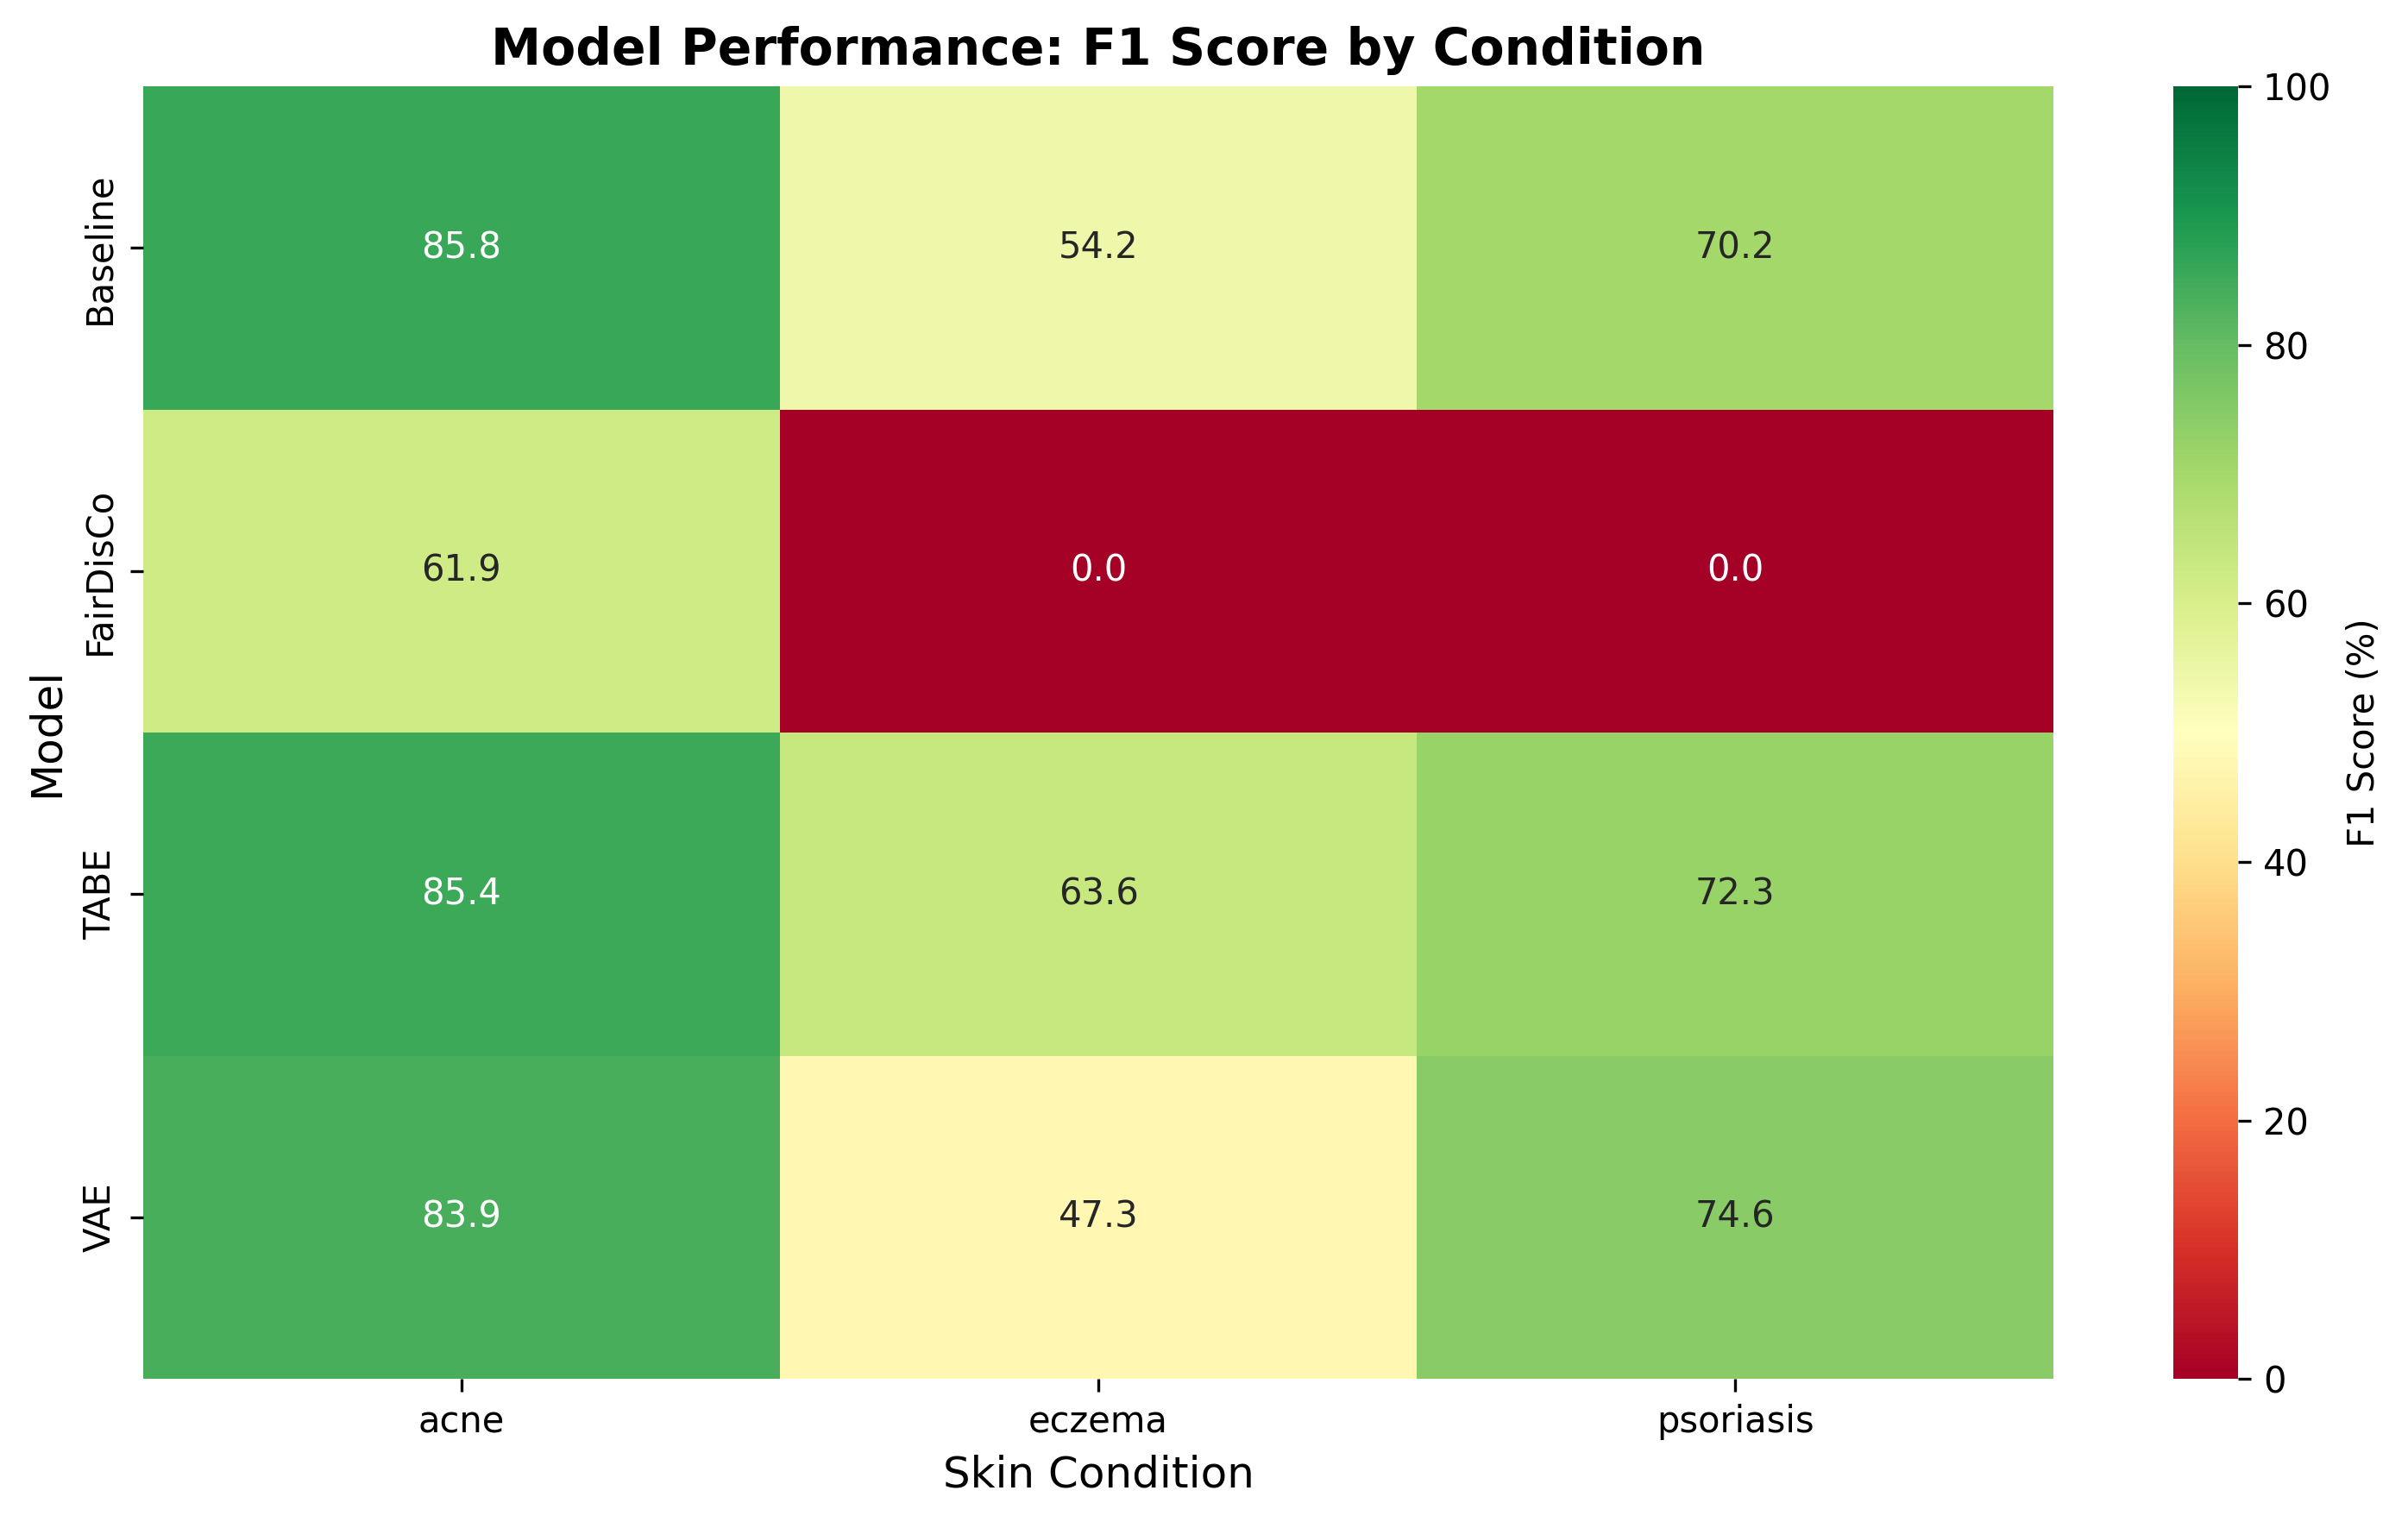 Model Performance: F1 Score by Condition
Model
Baseline
85.8 54.2 70.2
FairDisCo
61.9 0.0 0.0
TABE
85.4 63.6 72.3
VAE
83.9 47.3 74.6
acne eczema psoriasis
Skin Condition
100
80
60
40
20
0
F1 Score (%)